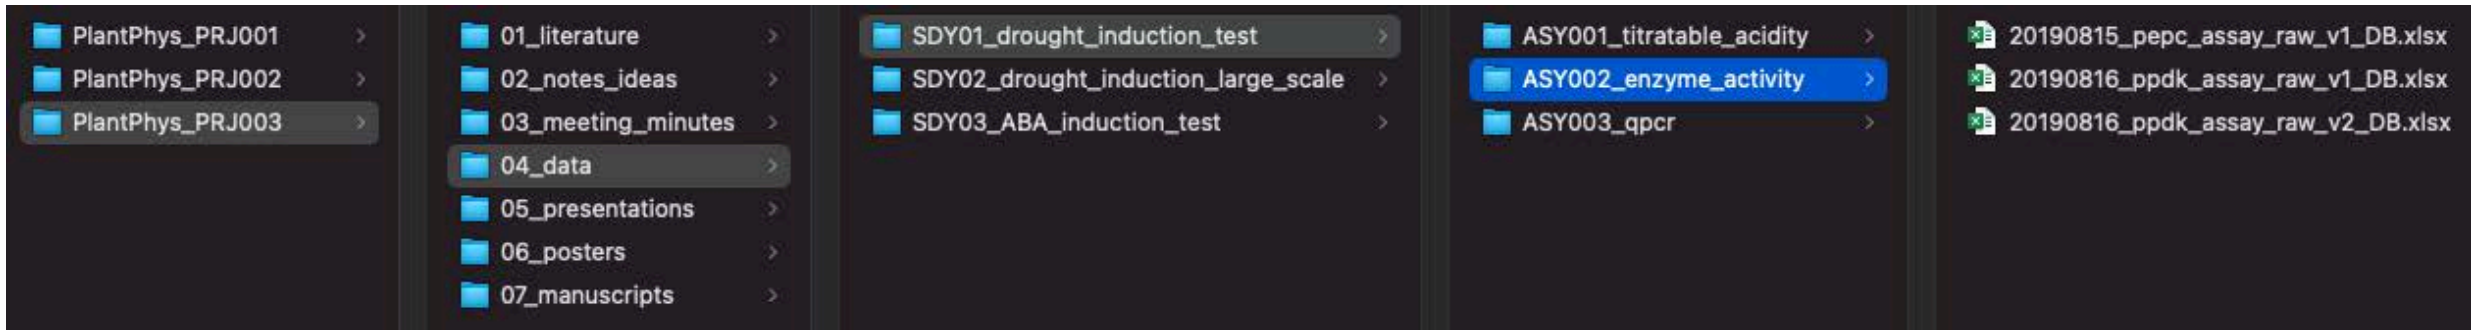 PlantPhys_PRJ001
PlantPhys_PRJ002
PlantPhys_PRJ003
01_literature
02_notes_ideas
03_meeting_minutes
04_data
05_presentations
06_posters
07_manuscripts
SDY01_drought_induction_test
SDY02_drought_induction_large_scale
SDY03_ABA_induction_test
ASY001_titratable_acidity
ASY002_enzyme_activity
ASY003_qpcr
20190815_pepc_assay_raw_v1_DB.xlsx
20190816_ppdk_assay_raw_v1_DB.xlsx
20190816_ppdk_assay_raw_v2_DB.xlsx